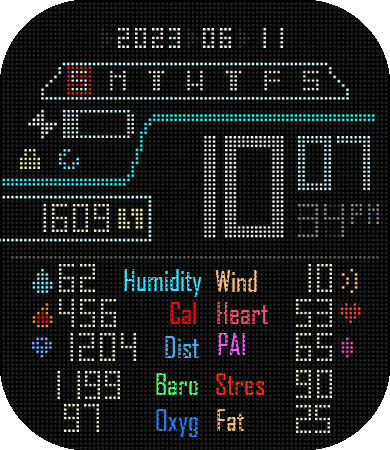 2023 06 11
S M T W T F S
10 07
34 PM
1609
62 Humidity Wind 10
456 Cal Heart 53
1204 Dist PAI 65
1199 Baro Stres 90
97 Oxyg Fat 25